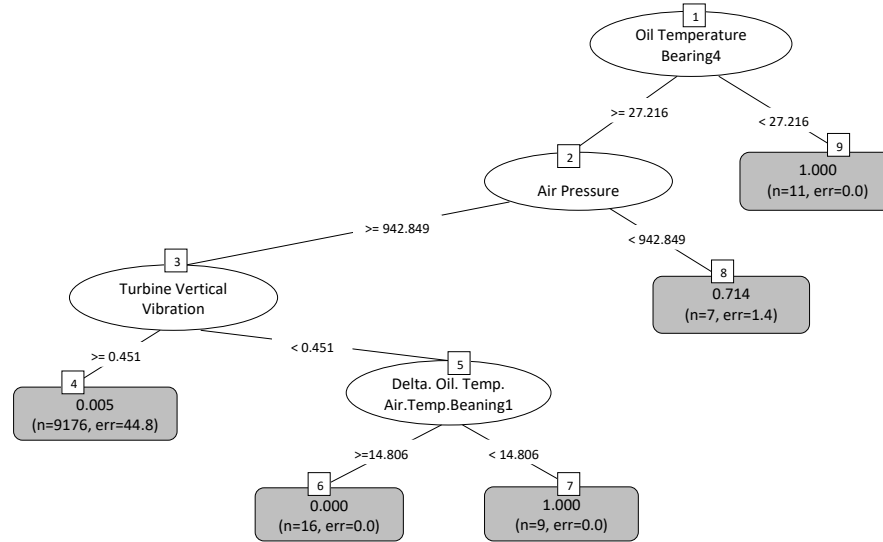 1
Oil Temperature
Bearing4
>= 27.216
< 27.216
2
Air Pressure
9
1.000
(n=11, err=0.0)
>= 942.849
< 942.849
3
Turbine Vertical
Vibration
8
0.714
(n=7, err=1.4)
>= 0.451
< 0.451
4
0.005
(n=9176, err=44.8)
5
Delta. Oil. Temp.
Air.Temp.Beaning1
>=14.806
< 14.806
6
0.000
(n=16, err=0.0)
7
1.000
(n=9, err=0.0)